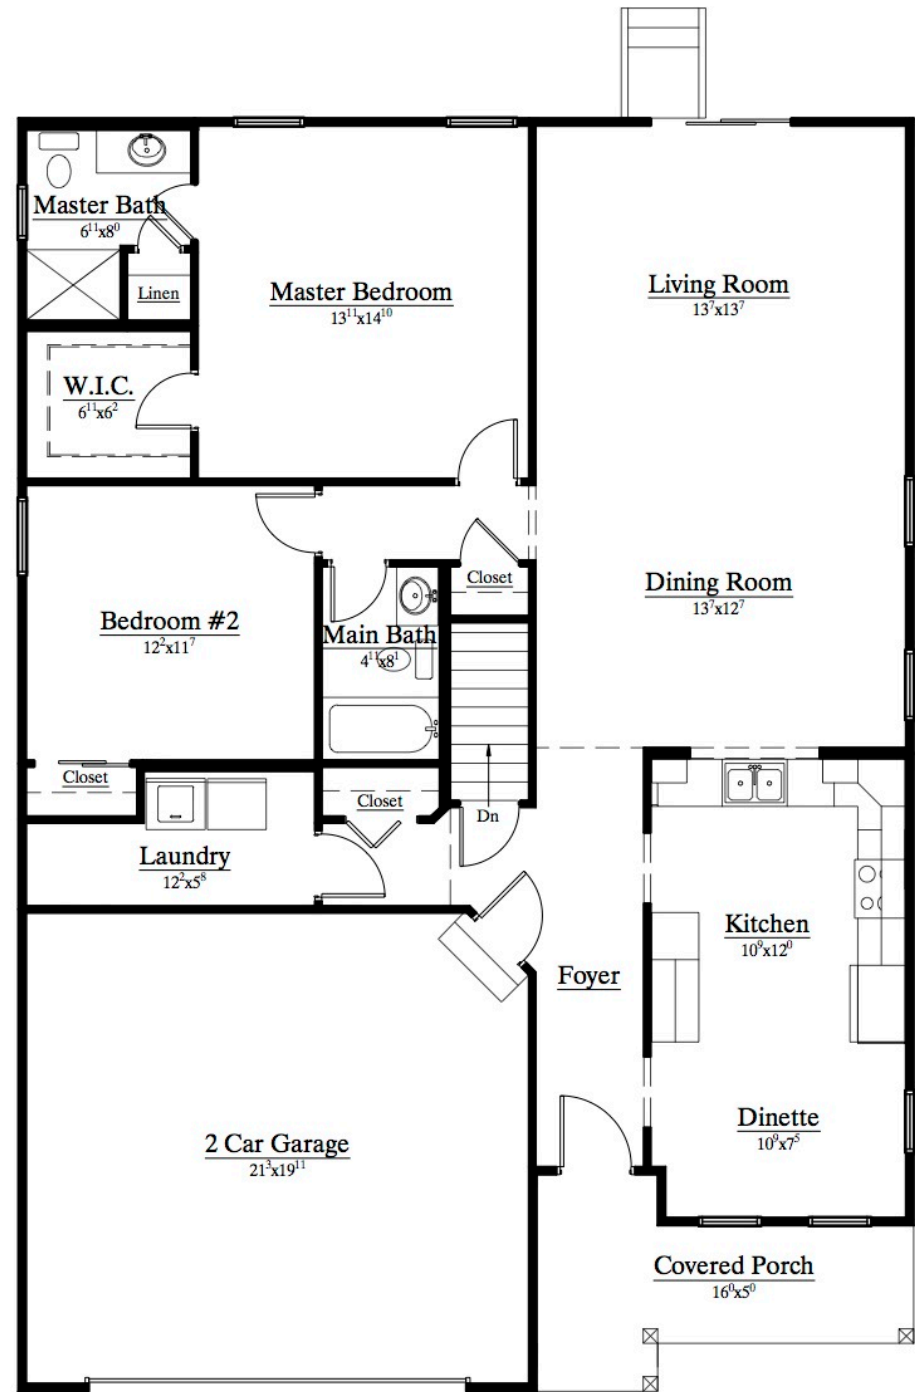 Master Bath
6¹¹x8⁰
Linen
Master Bedroom
13¹¹x14¹⁰
Living Room
13⁷x13⁷
W.I.C.
6¹¹x6²
Closet
Dining Room
13⁷x12⁷
Bedroom #2
12²x11⁷
Main Bath
4¹¹x8¹
Closet
Closet
Dn
Laundry
12²x5⁸
Kitchen
10⁹x12⁰
Foyer
2 Car Garage
21³x19¹¹
Dinette
10⁹x7⁵
Covered Porch
16⁰x5⁰